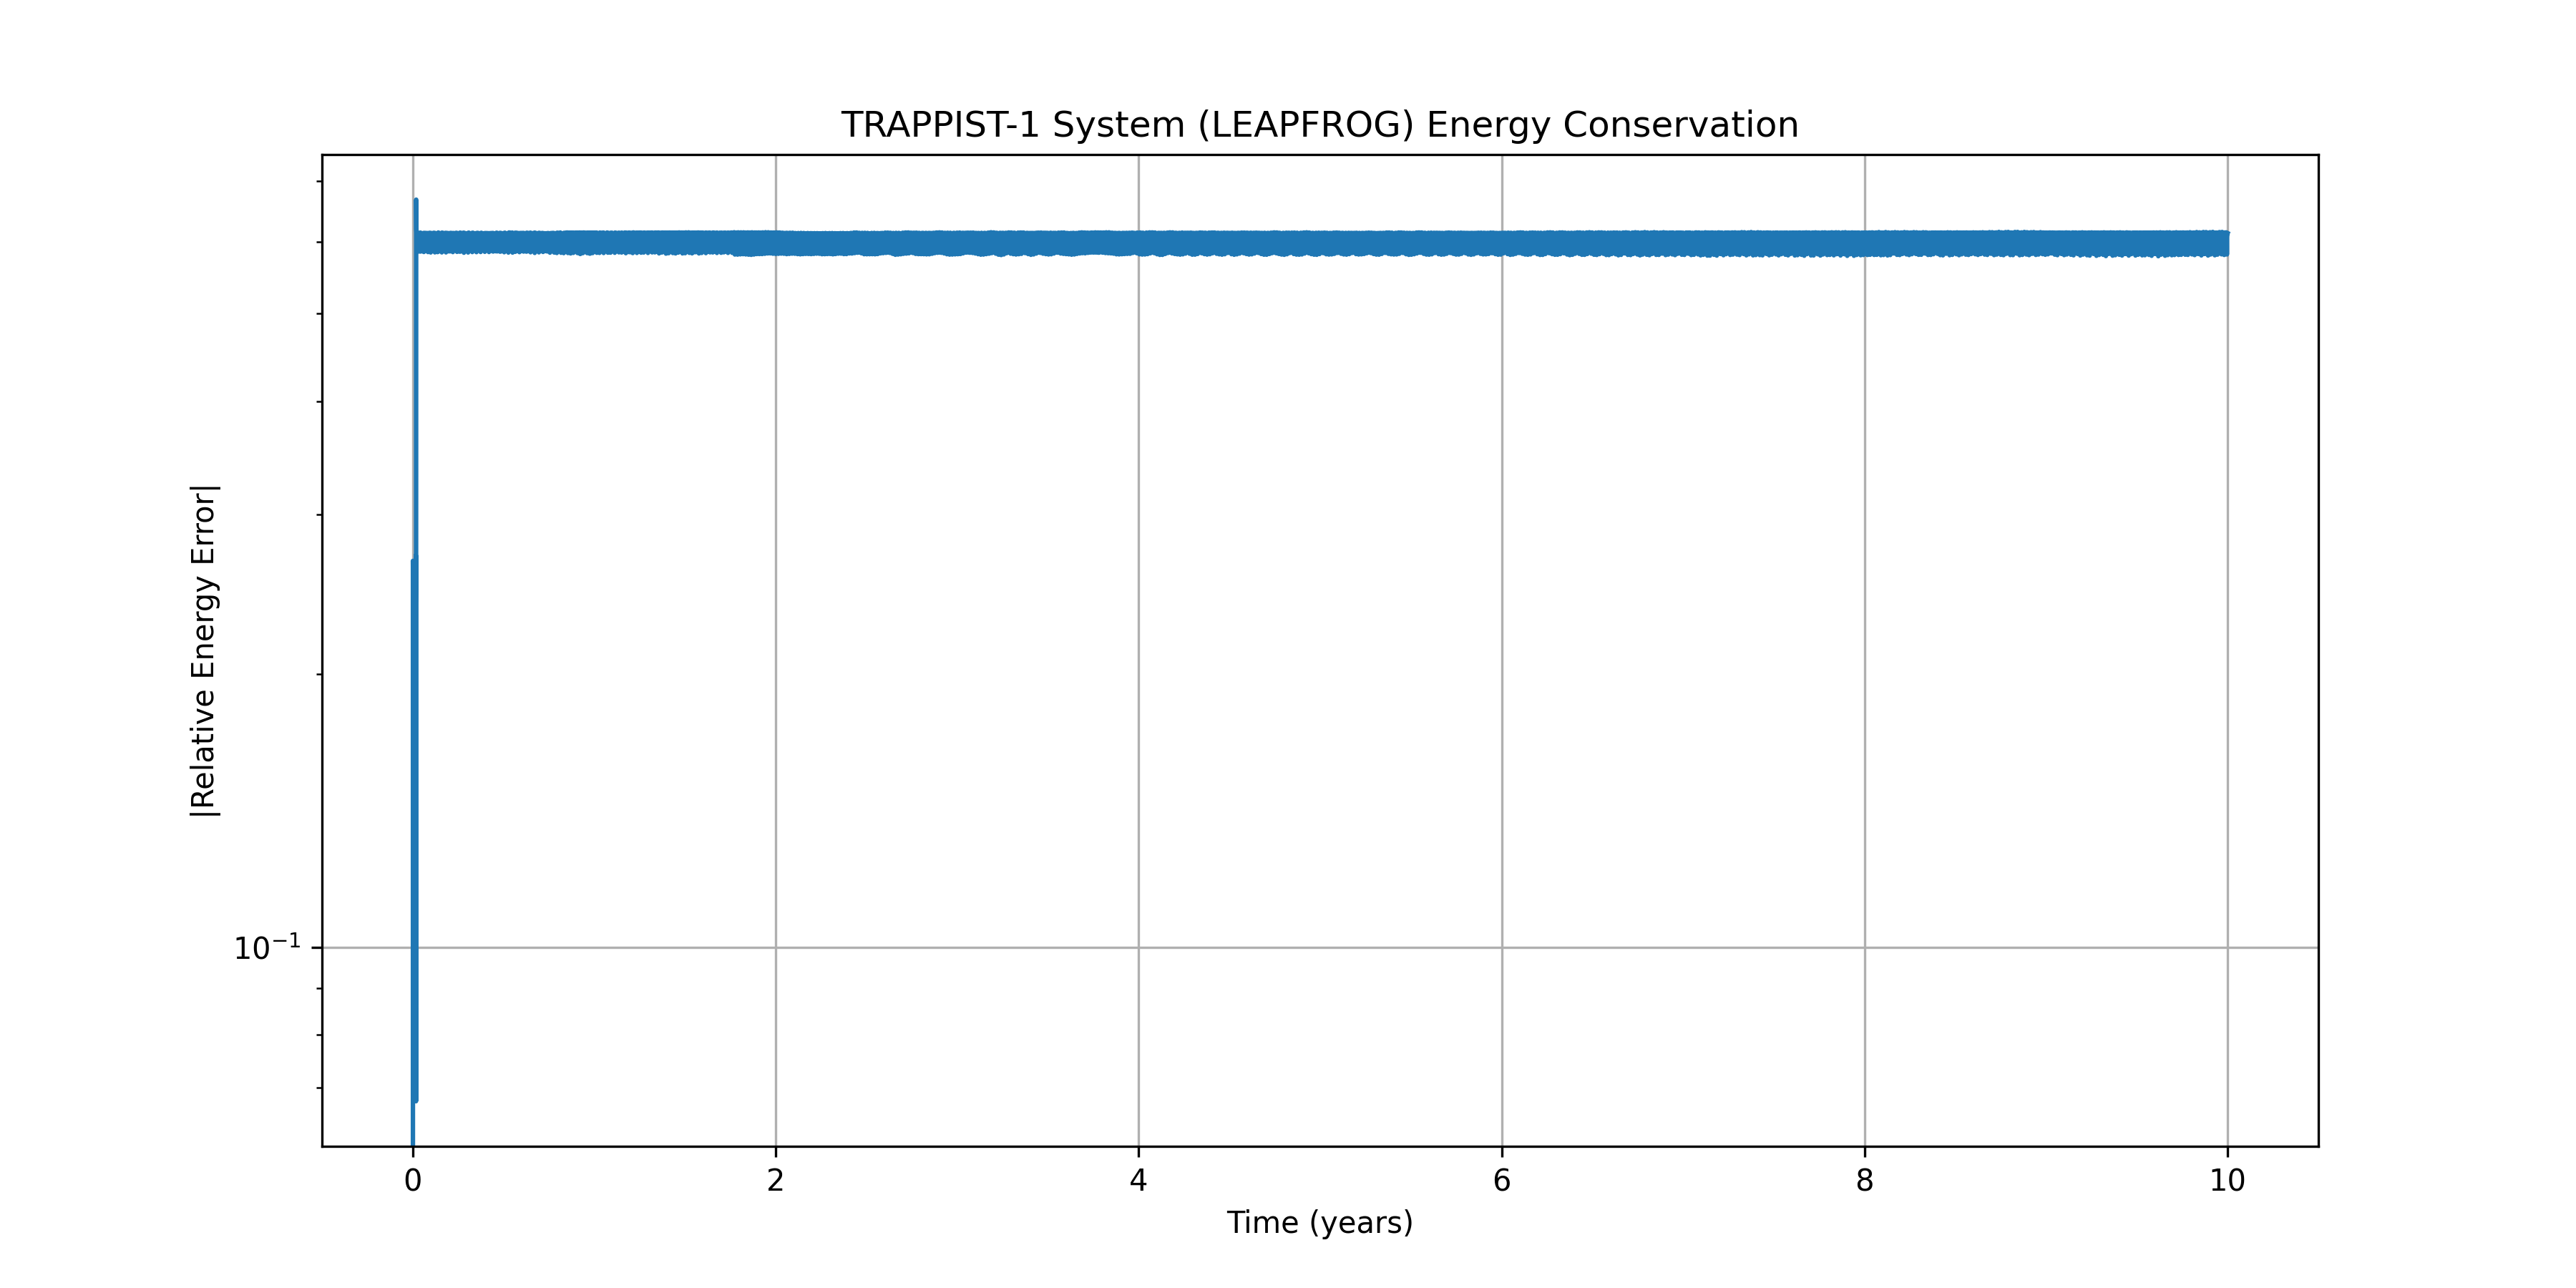 TRAPPIST-1 System (LEAPFROG) Energy Conservation
|Relative Energy Error|
10⁻¹
0 2 4 6 8 10
Time (years)